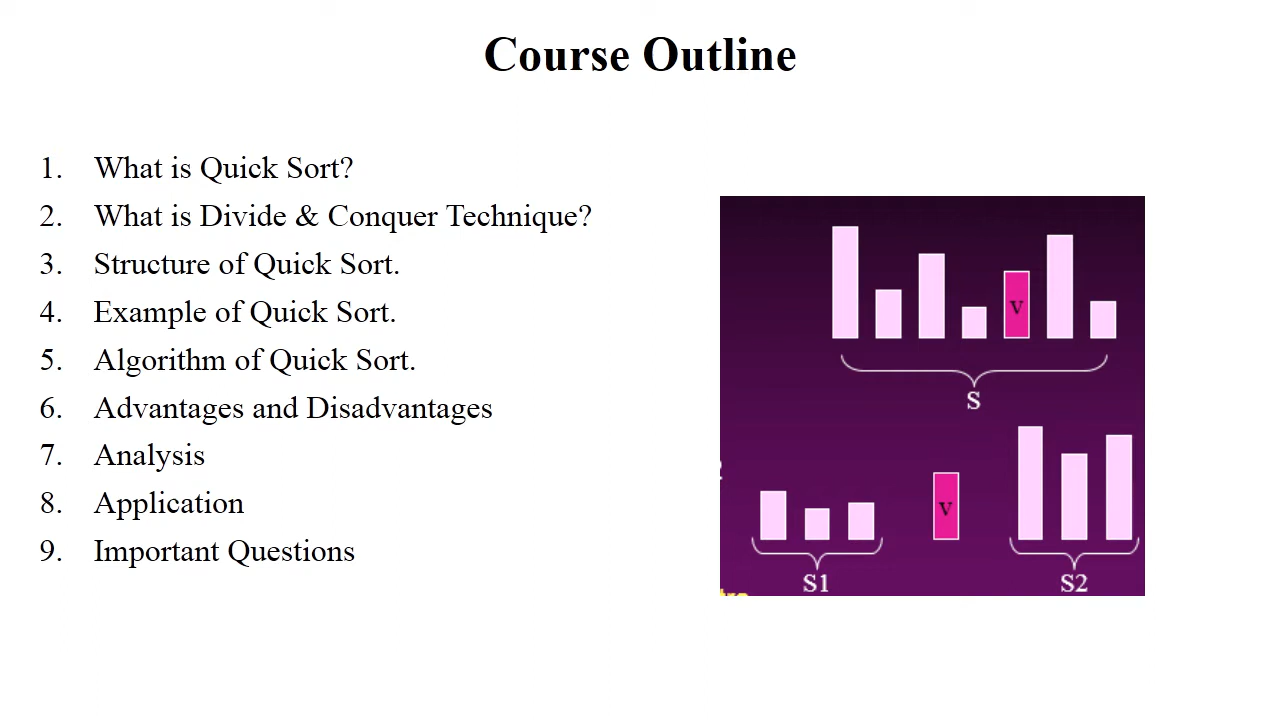 Course Outline
1. What is Quick Sort?
2. What is Divide & Conquer Technique?
3. Structure of Quick Sort.
4. Example of Quick Sort.
5. Algorithm of Quick Sort.
6. Advantages and Disadvantages
7. Analysis
8. Application
9. Important Questions
v
S
v
S1
S2